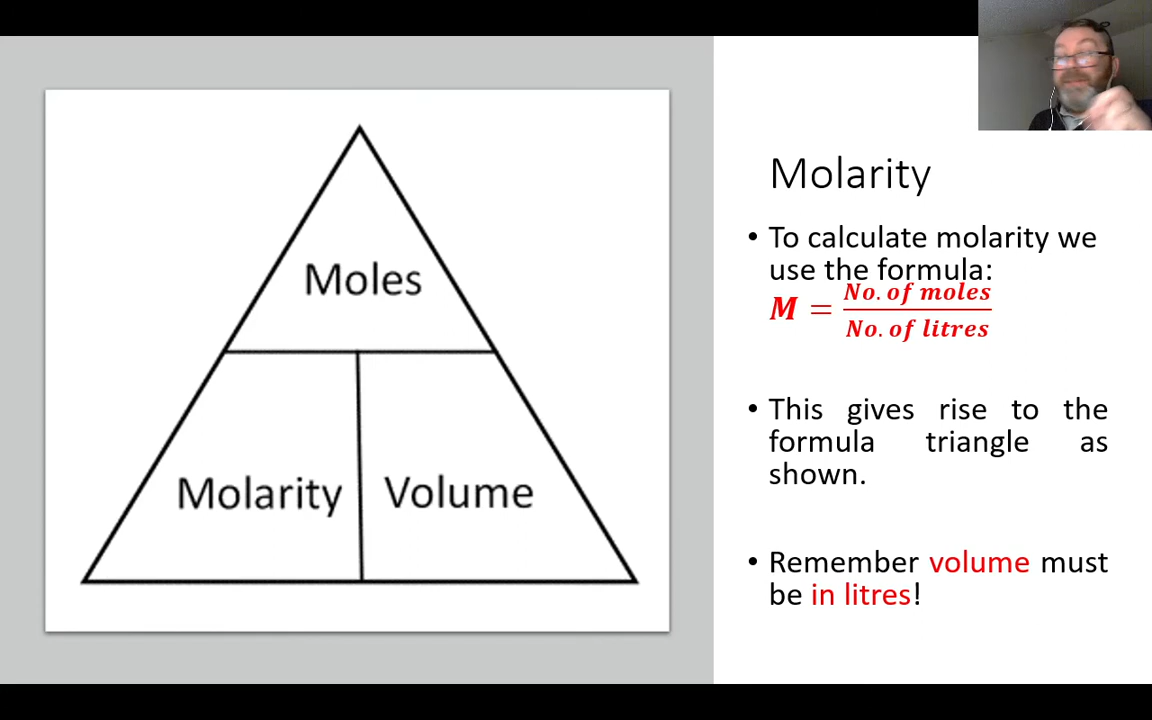 Moles
Molarity
Volume
Molarity
• To calculate molarity we
use the formula:
M = No. of moles / No. of litres
• This gives rise to the
formula triangle as
shown.
• Remember volume must
be in litres!